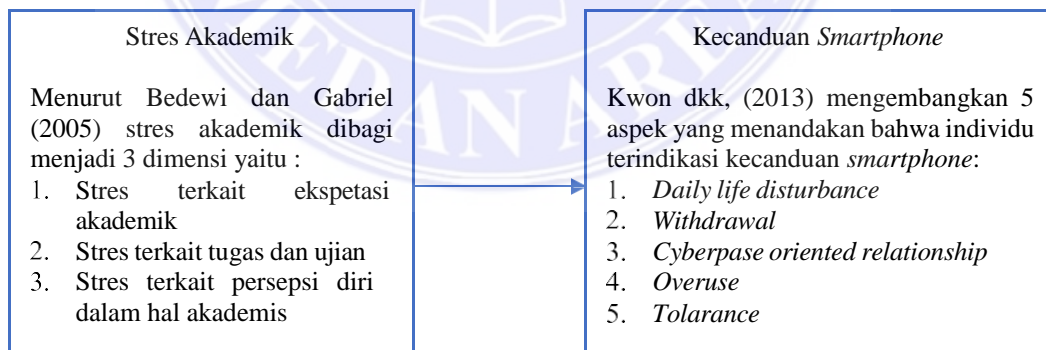 Stres Akademik
Menurut Bedewi dan Gabriel
(2005) stres akademik dibagi
menjadi 3 dimensi yaitu :
1. Stres terkait ekspetasi
akademik
2. Stres terkait tugas dan ujian
3. Stres terkait persepsi diri
dalam hal akademis
Kecanduan Smartphone
Kwon dkk, (2013) mengembangkan 5
aspek yang menandakan bahwa individu
terindikasi kecanduan smartphone:
1. Daily life disturbance
2. Withdrawal
3. Cyberpase oriented relationship
4. Overuse
5. Tolarance
MEDAN AREA